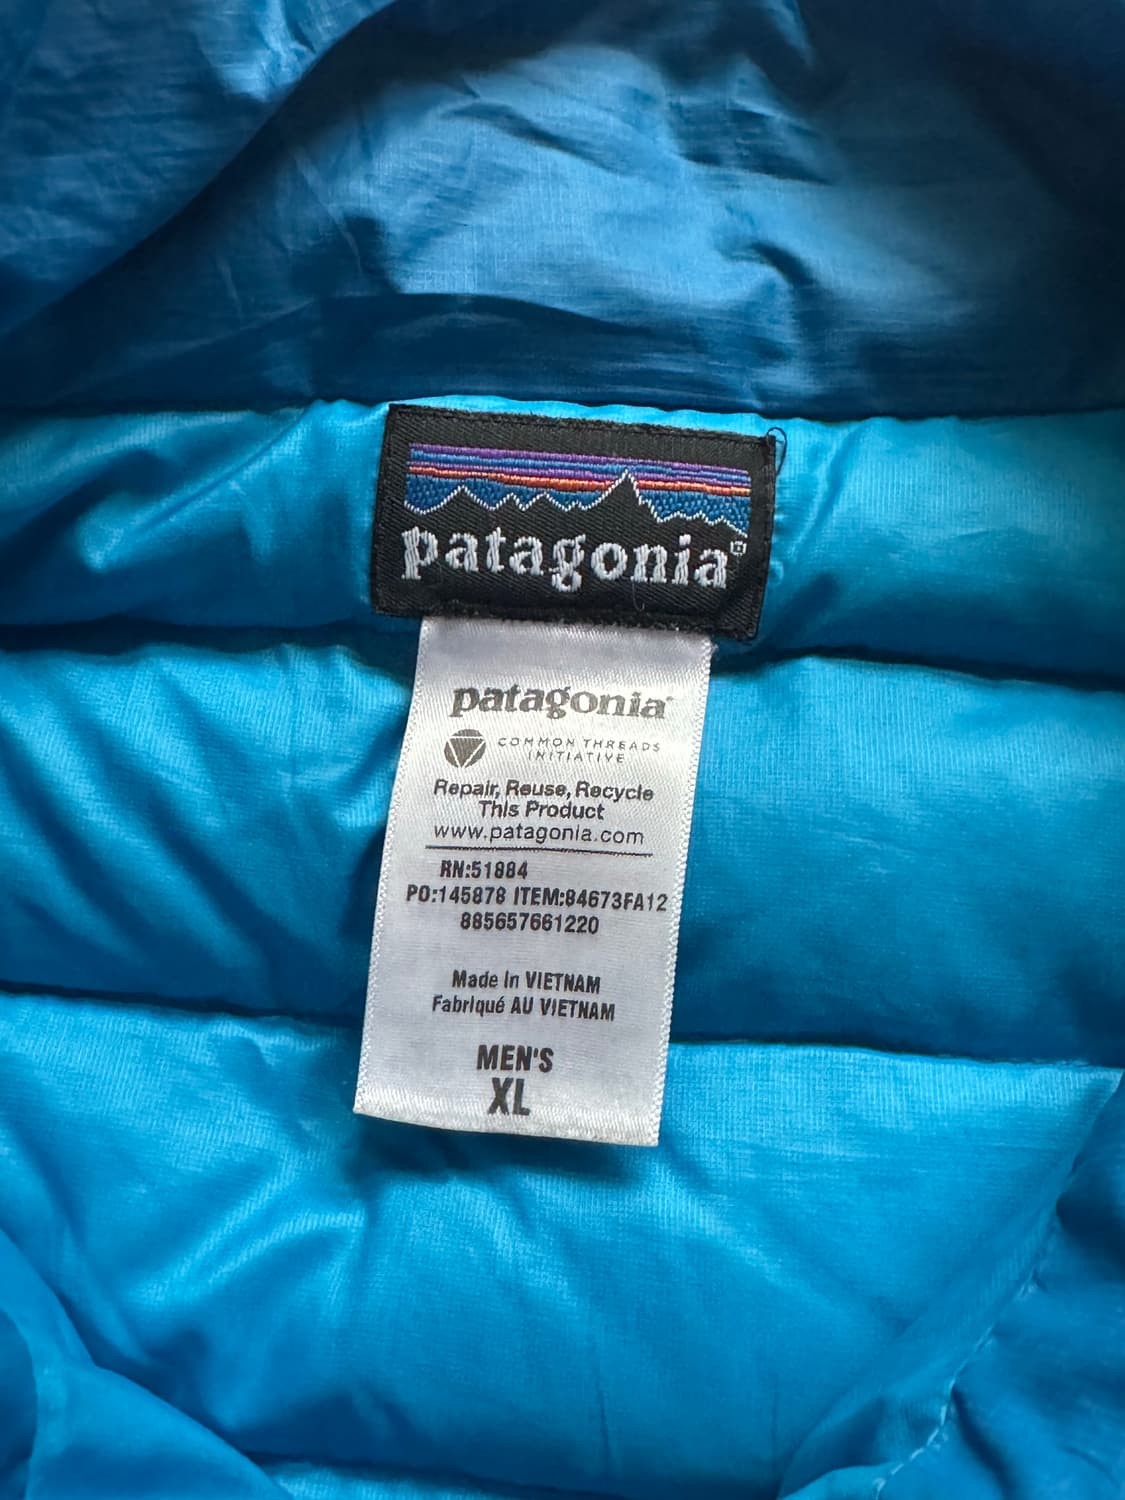 patagonia®
patagonia
COMMON THREADS
INITIATIVE
Repair, Reuse, Recycle
This Product
www.patagonia.com
RN:51884
PO:145878 ITEM:84673FA12
885657661220
Made in VIETNAM
Fabriqué AU VIETNAM
MEN'S
XL